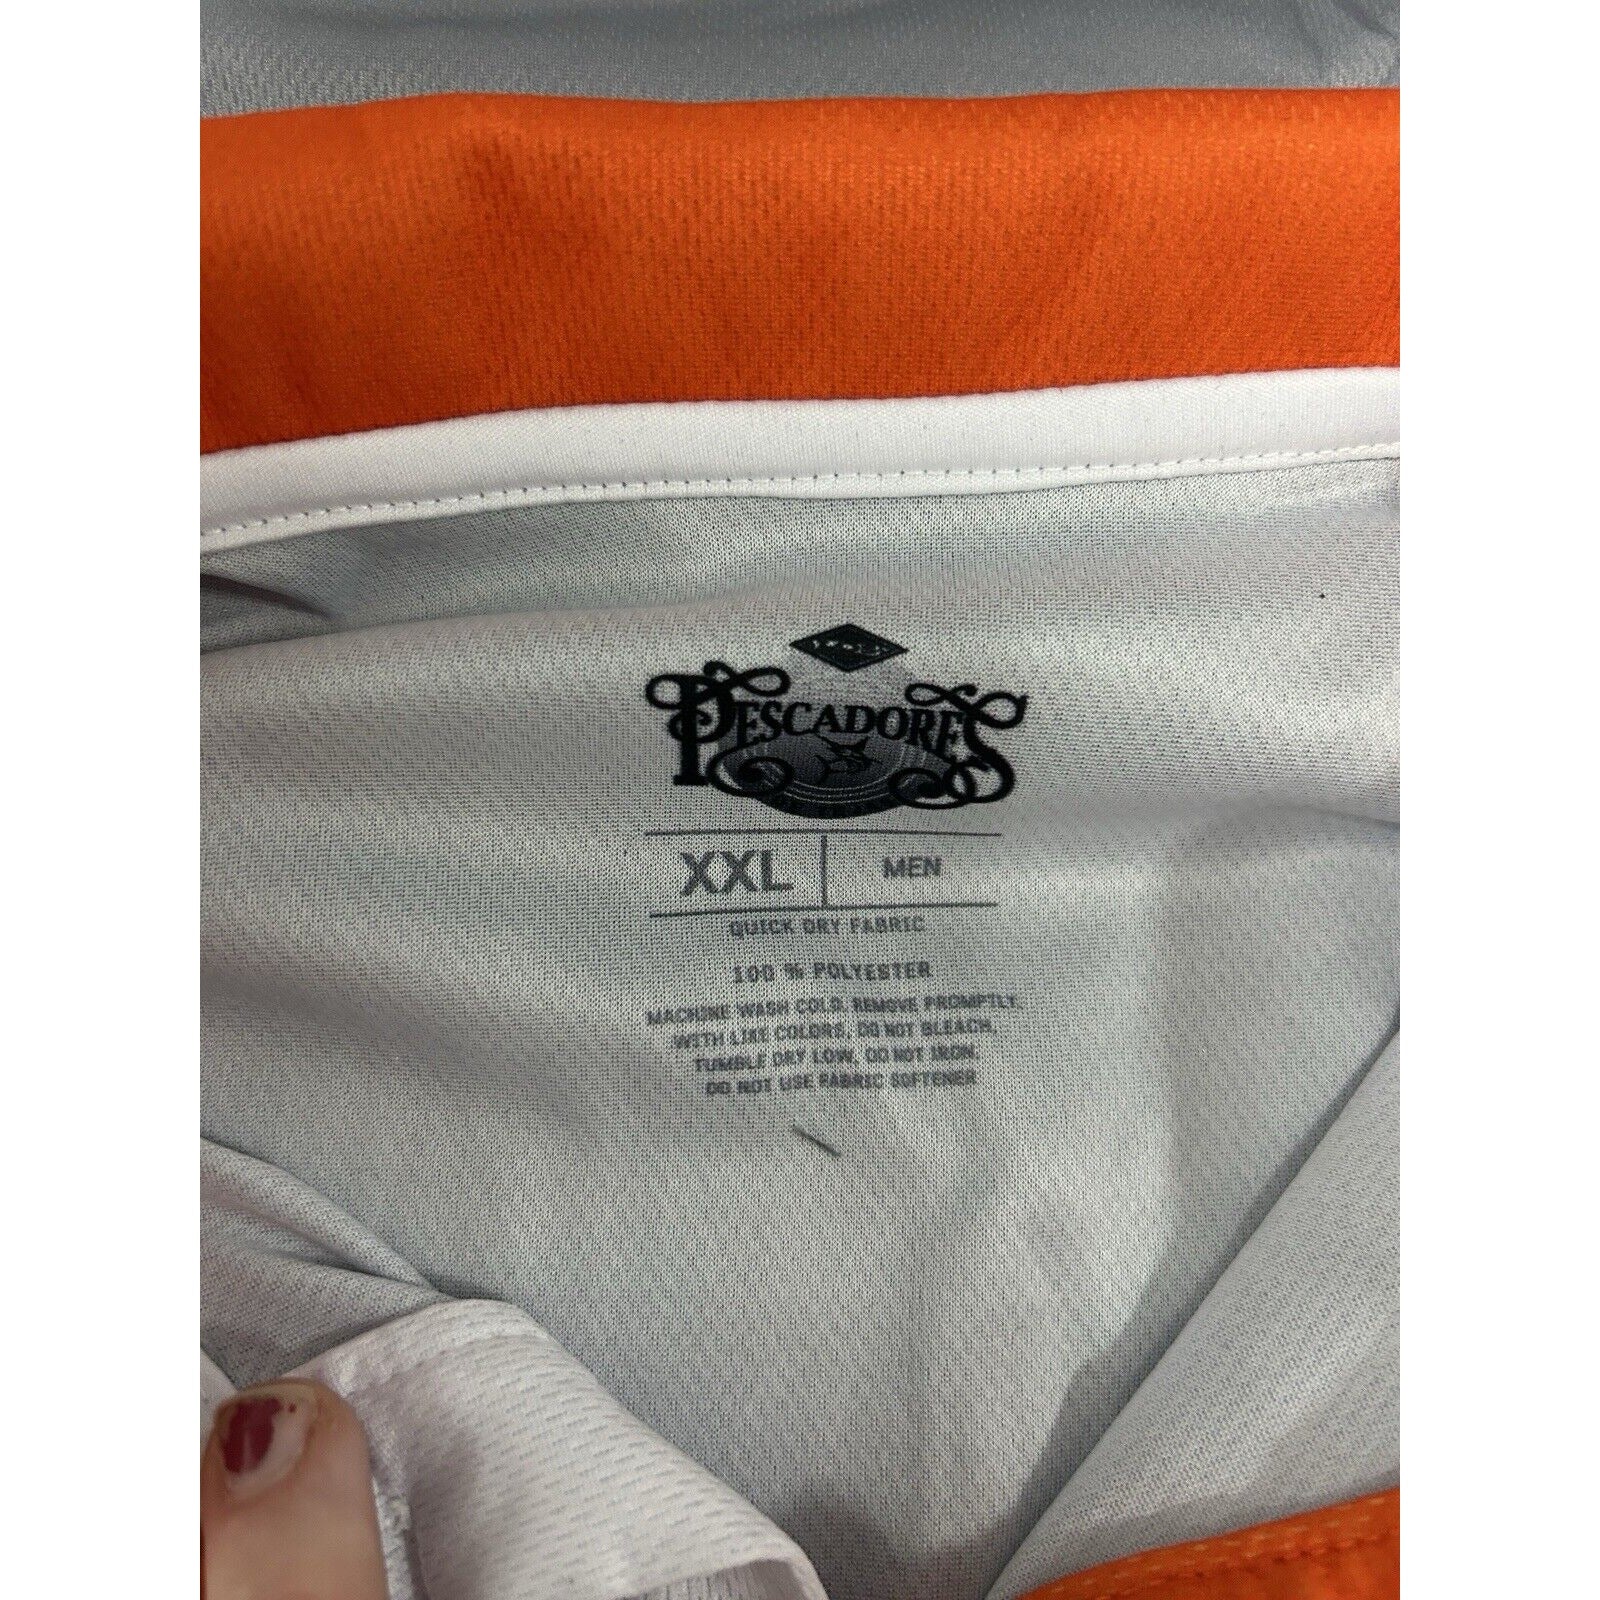 PESCADORES
XXL MEN
QUICK DRY FABRIC
100 % POLYESTER
MACHINE WASH COLD. REMOVE PROMPTLY.
WITH LIKE COLORS. DO NOT BLEACH.
TUMBLE DRY LOW. DO NOT IRON.
DO NOT USE FABRIC SOFTENER